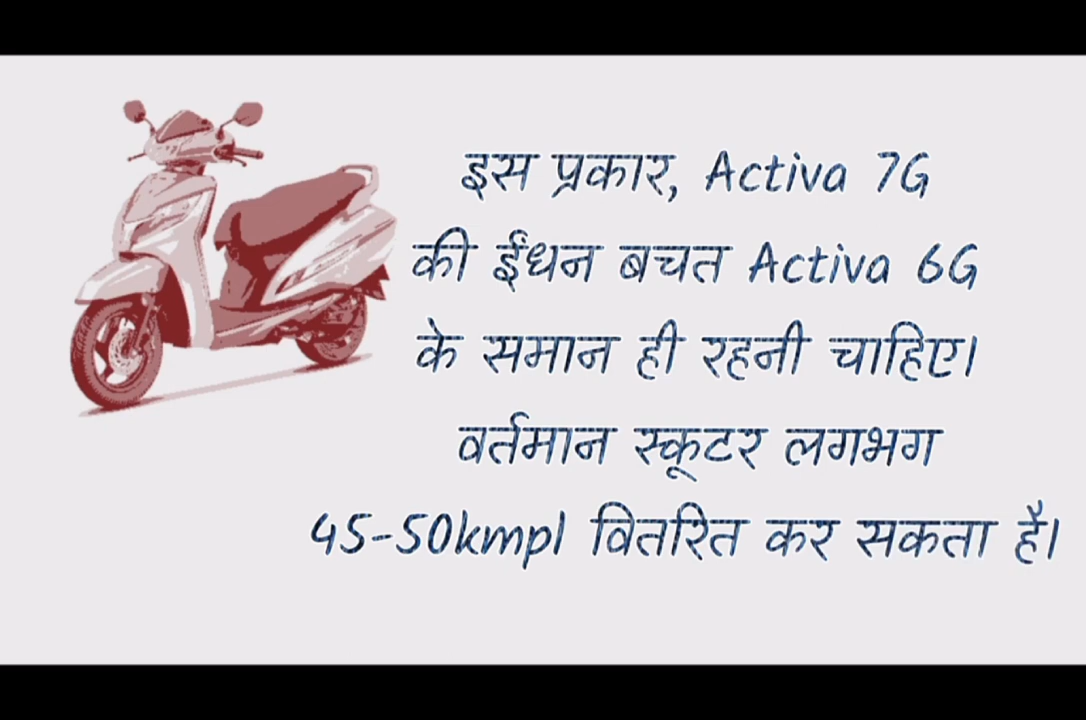 इस प्रकार, Activa 7G
की ईंधन बचत Activa 6G
के समान ही रहनी चाहिए।
वर्तमान स्कूटर लगभग
45-50kmpl वितरित कर सकता है।